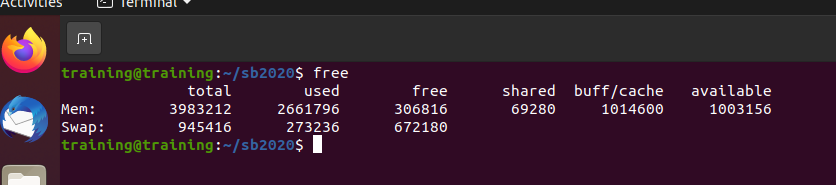 Activities Terminal
training@training:~/sb2020$ free
total used free shared buff/cache available
Mem: 3983212 2661796 306816 69280 1014600 1003156
Swap: 945416 273236 672180
training@training:~/sb2020$